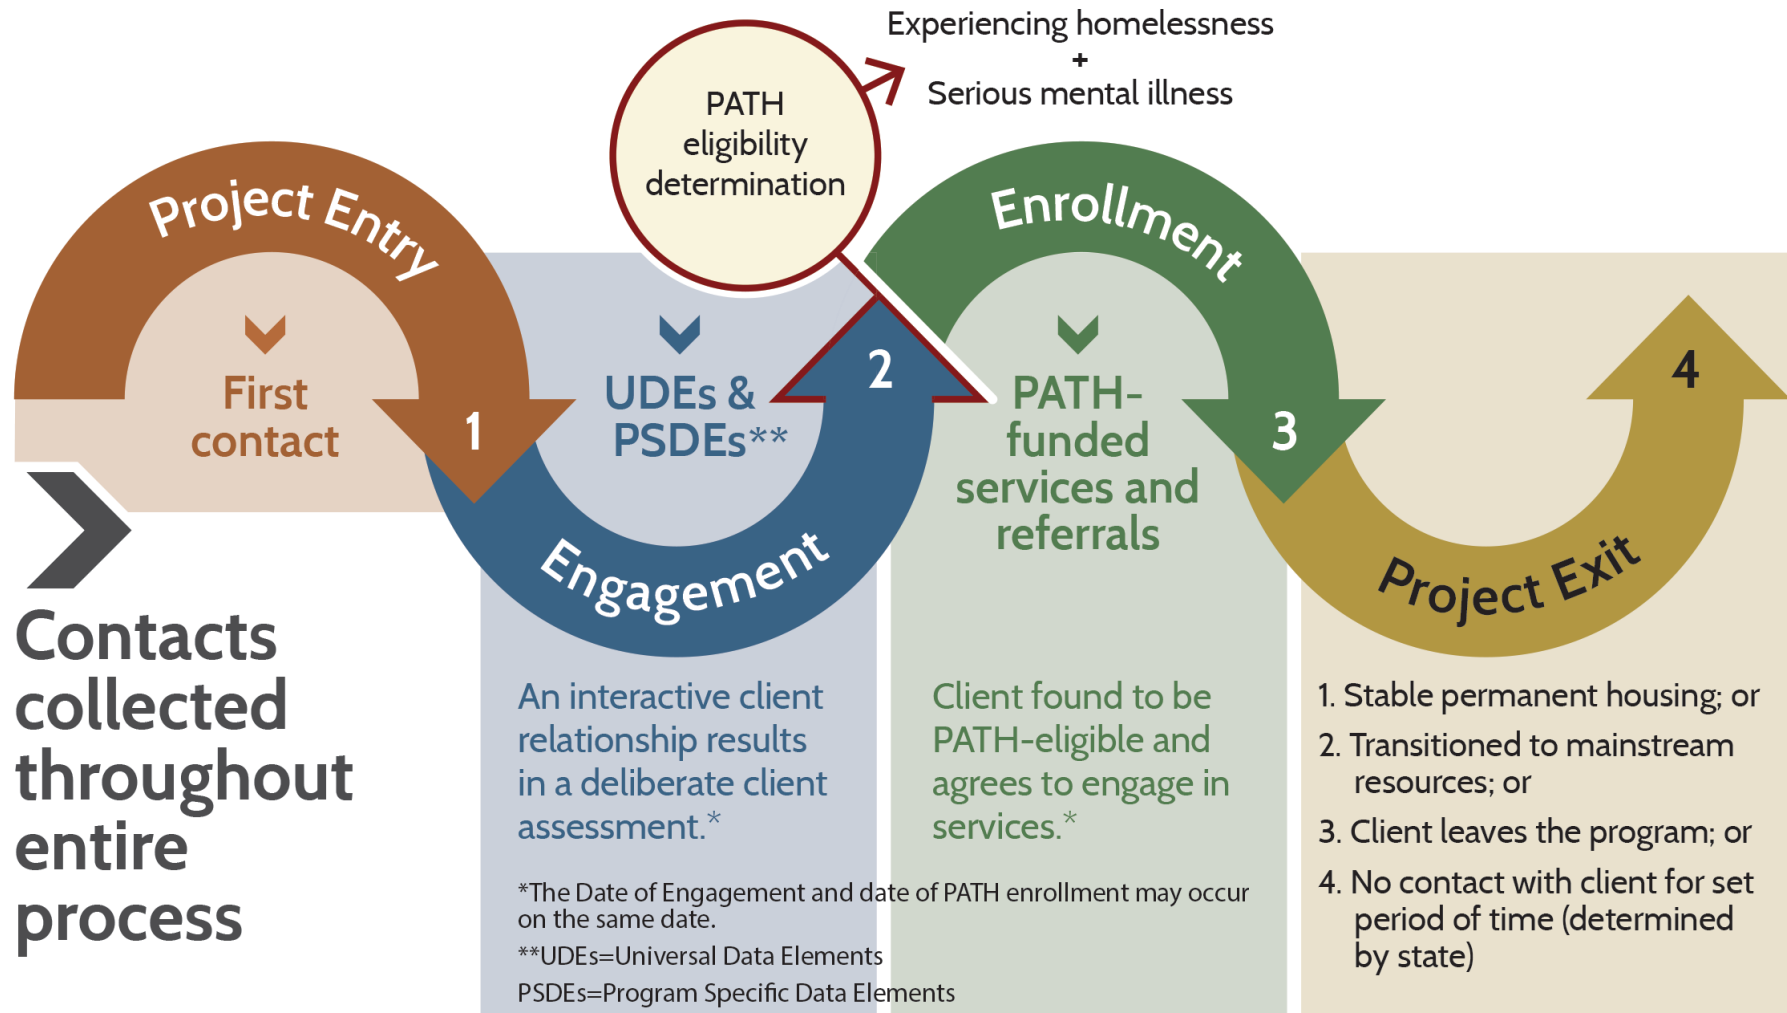 Experiencing homelessness
+
Serious mental illness
PATH
eligibility
determination
Project Entry
First
contact
1
Contacts
collected
throughout
entire
process
UDEs &
PSDEs**
2
Engagement
An interactive client
relationship results
in a deliberate client
assessment.*
Enrollment
PATH-
funded
services and
referrals
3
Client found to be
PATH-eligible and
agrees to engage in
services.*
*The Date of Engagement and date of PATH enrollment may occur
on the same date.
**UDEs=Universal Data Elements
PSDEs=Program Specific Data Elements
4
Project Exit
1. Stable permanent housing; or
2. Transitioned to mainstream
resources; or
3. Client leaves the program; or
4. No contact with client for set
period of time (determined
by state)